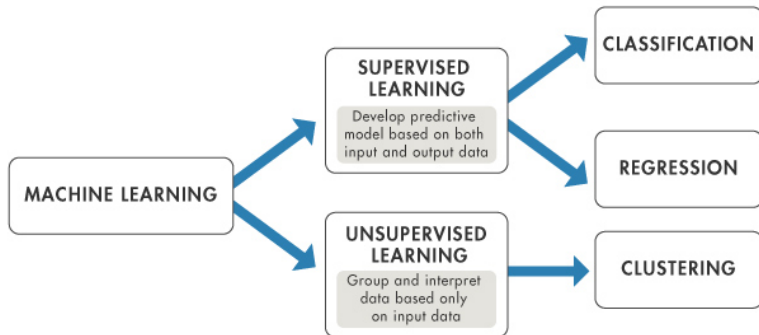 MACHINE LEARNING
SUPERVISED
LEARNING
Develop predictive
model based on both
input and output data
UNSUPERVISED
LEARNING
Group and interpret
data based only
on input data
CLASSIFICATION
REGRESSION
CLUSTERING